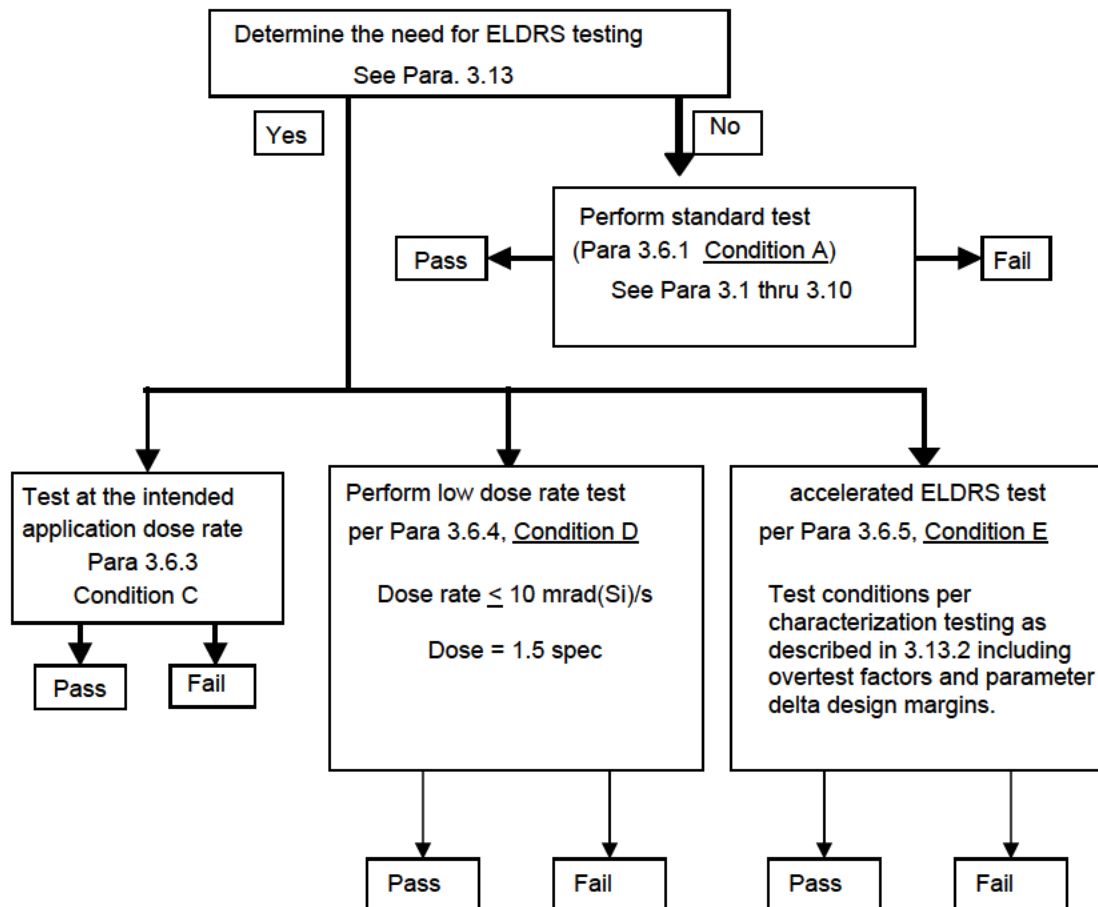 Determine the need for ELDRS testing
See Para. 3.13
Yes
No
Perform standard test
(Para 3.6.1 Condition A)
See Para 3.1 thru 3.10
Pass
Fail
Test at the intended
application dose rate
Para 3.6.3
Condition C
Pass
Fail
Perform low dose rate test
per Para 3.6.4, Condition D
Dose rate ≤ 10 mrad(Si)/s
Dose = 1.5 spec
Pass
Fail
accelerated ELDRS test
per Para 3.6.5, Condition E
Test conditions per
characterization testing as
described in 3.13.2 including
overtest factors and parameter
delta design margins.
Pass
Fail